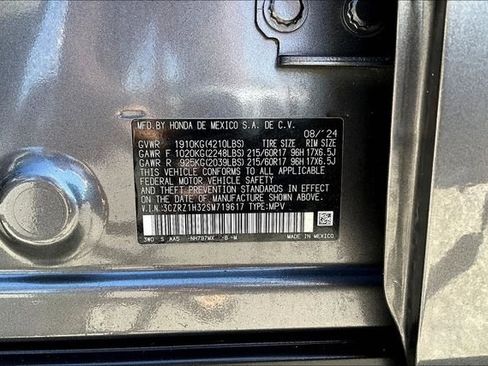 MFD.BY HONDA DE MEXICO S.A. DE C.V.
08/'24
GVWR 1910KG(4210LBS) TIRE SIZE RIM SIZE
GAWR F 1020KG(2248LBS) 215/60R17 96H 17X6.5J
GAWR R 925KG(2039LBS) 215/60R17 96H 17X6.5J
THIS VEHICLE CONFORMS TO ALL APPLICABLE
FEDERAL MOTOR VEHICLE SAFETY AND THEFT
PREVENTION STANDARDS IN EFFECT ON THE
DATE OF MANUFACTURE SHOWN ABOVE.
V.I.N.:3CZRZ1H32SM719617 TYPE:MPV
3W0 S AA5 NH797MX -B -M MADE IN MEXICO